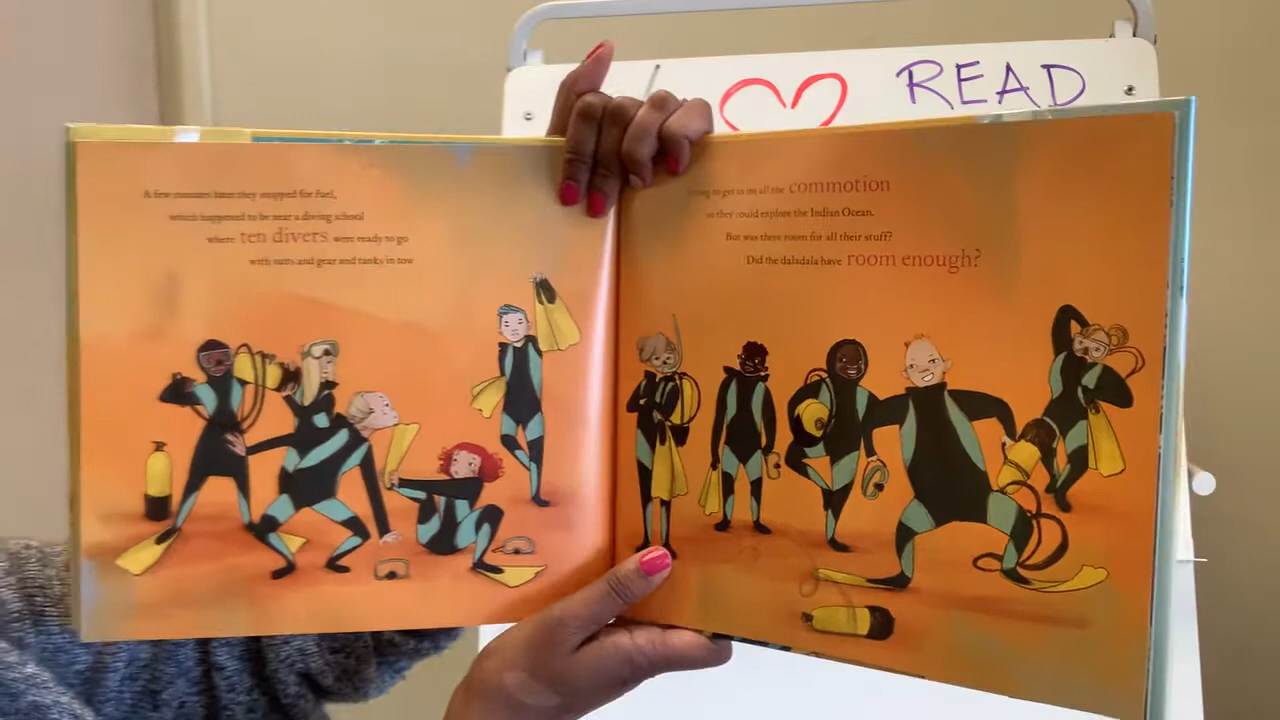 READ
A few minutes later they stopped for fuel,
which happened to be near a diving school
where ten divers were ready to go
with suits and gear and tanks in tow
to get in on all the commotion
so they could explore the Indian Ocean.
But was there room for all their stuff?
Did the daladala have room enough?